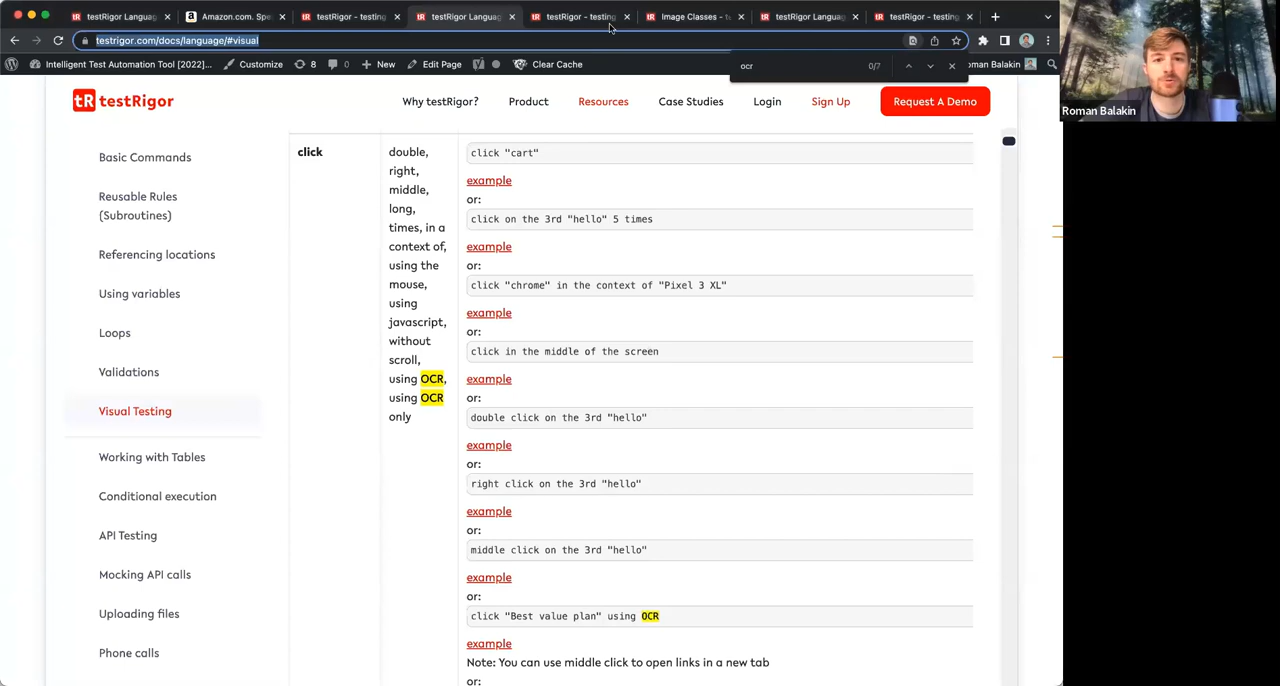 testRigor Langua
Amazon.com. Spe
testRigor - testing
testRigor Languag
testRigor - testing
Image Classes - t
testRigor Langua
testRigor - testing
testrigor.com/docs/language/#visual
Intelligent Test Automation Tool [2022]...
Customize
8
0
New
Edit Page
Clear Cache
ocr
0/7
oman Balakin
Roman Balakin
tR testRigor
Why testRigor?
Product
Resources
Case Studies
Login
Sign Up
Request A Demo
Basic Commands
Reusable Rules
(Subroutines)
Referencing locations
Using variables
Loops
Validations
Visual Testing
Working with Tables
Conditional execution
API Testing
Mocking API calls
Uploading files
Phone calls
click
double,
right,
middle,
long,
times, in a
context of,
using the
mouse,
using
javascript,
without
scroll,
using OCR,
using OCR
only
click "cart"
example
or:
click on the 3rd "hello" 5 times
example
or:
click "chrome" in the context of "Pixel 3 XL"
example
or:
click in the middle of the screen
example
or:
double click on the 3rd "hello"
example
or:
right click on the 3rd "hello"
example
or:
middle click on the 3rd "hello"
example
or:
click "Best value plan" using OCR
example
Note: You can use middle click to open links in a new tab
or: